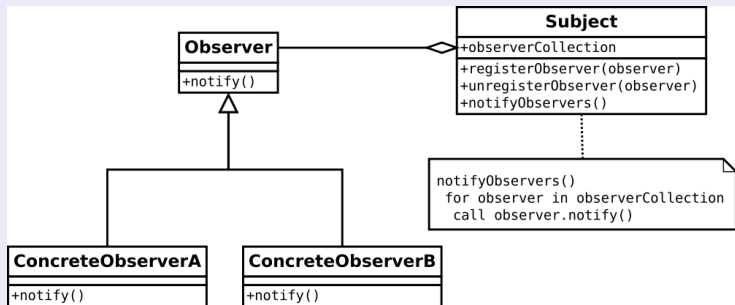 Observer
+notify()
Subject
+observerCollection
+registerObserver(observer)
+unregisterObserver(observer)
+notifyObservers()
notifyObservers()
for observer in observerCollection
call observer.notify()
ConcreteObserverA
+notify()
ConcreteObserverB
+notify()